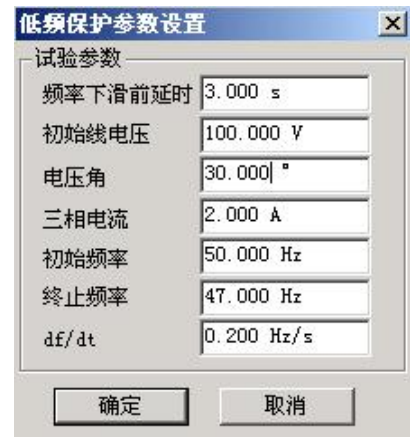 低频保护参数设置
试验参数
频率下滑前延时 3.000 s
初始线电压 100.000 V
电压角 30.000 °
三相电流 2.000 A
初始频率 50.000 Hz
终止频率 47.000 Hz
df/dt 0.200 Hz/s
确定 取消